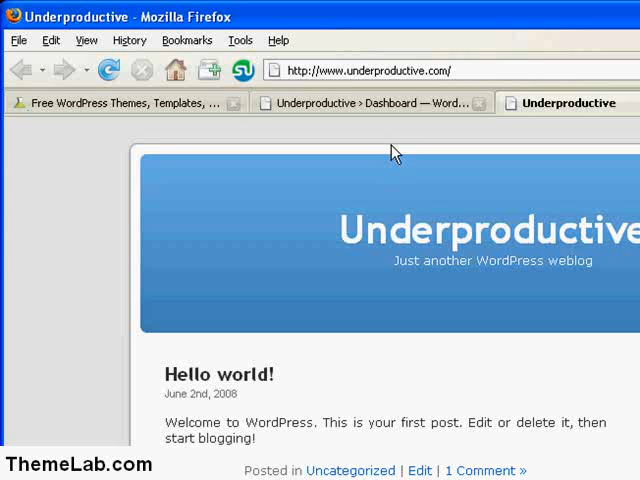 Underproductive - Mozilla Firefox
File Edit View History Bookmarks Tools Help
http://www.underproductive.com/
Free WordPress Themes, Templates, ... Underproductive › Dashboard — Word... Underproductive
Underproductive
Just another WordPress weblog
Hello world!
June 2nd, 2008
Welcome to WordPress. This is your first post. Edit or delete it, then
start blogging!
Posted in Uncategorized | Edit | 1 Comment »
ThemeLab.com